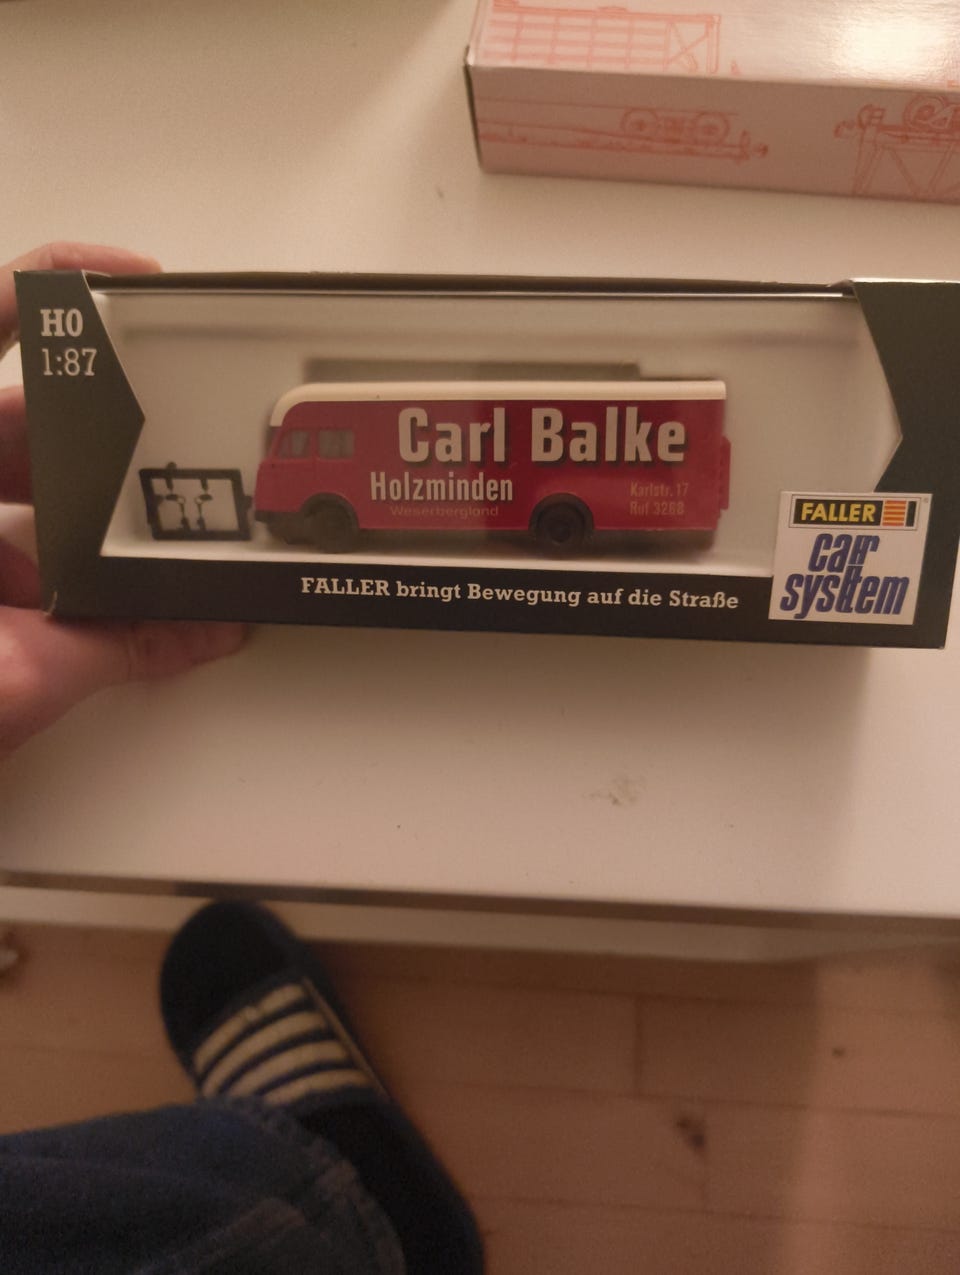 H0
1:87
Carl Balke
Holzminden
Weserbergland
Karlstr. 17
Ruf 3268
FALLER
car
system
FALLER bringt Bewegung auf die Straße